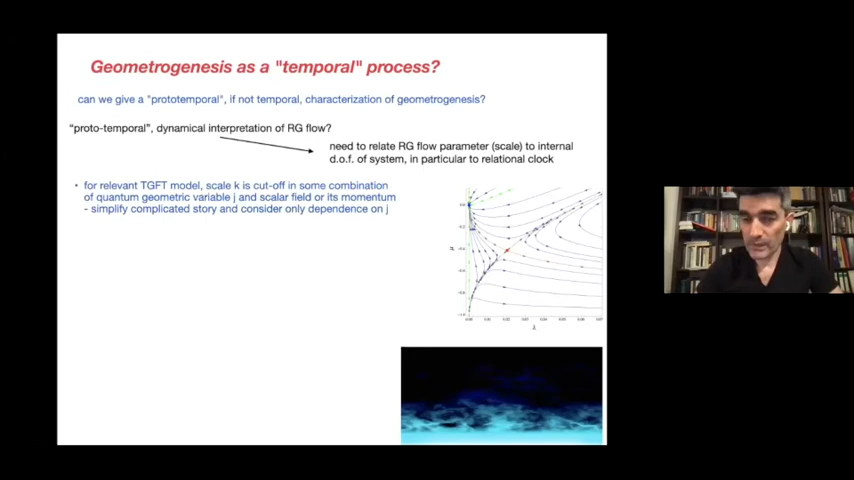 Geometrogenesis as a "temporal" process?
can we give a "prototemporal", if not temporal, characterization of geometrogenesis?
“proto-temporal”, dynamical interpretation of RG flow?
need to relate RG flow parameter (scale) to internal
d.o.f. of system, in particular to relational clock
• for relevant TGFT model, scale k is cut-off in some combination
of quantum geometric variable j and scalar field or its momentum
- simplify complicated story and consider only dependence on j